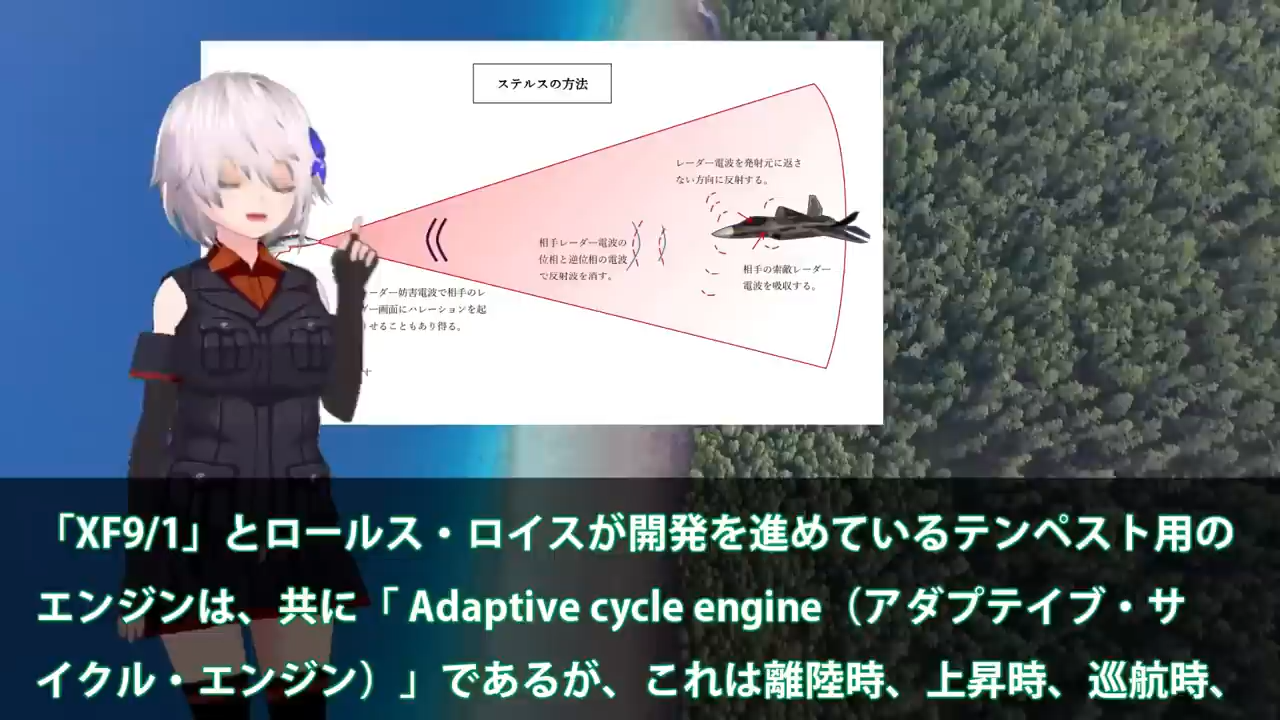 ステルスの方法
レーダー電波を発射元に返さ
ない方向に反射する。
相手レーダー電波の
位相と逆位相の電波
で反射波を消す。
相手の索敵レーダー
電波を吸収する。
ーダー妨害電波で相手のレ
ダー画面にハレーションを起
せることもあり得る。
す
「XF9/1」とロールス・ロイスが開発を進めているテンペスト用の
エンジンは、共に「 Adaptive cycle engine（アダプテイブ・サ
イクル・エンジン）」であるが、これは離陸時、上昇時、巡航時、